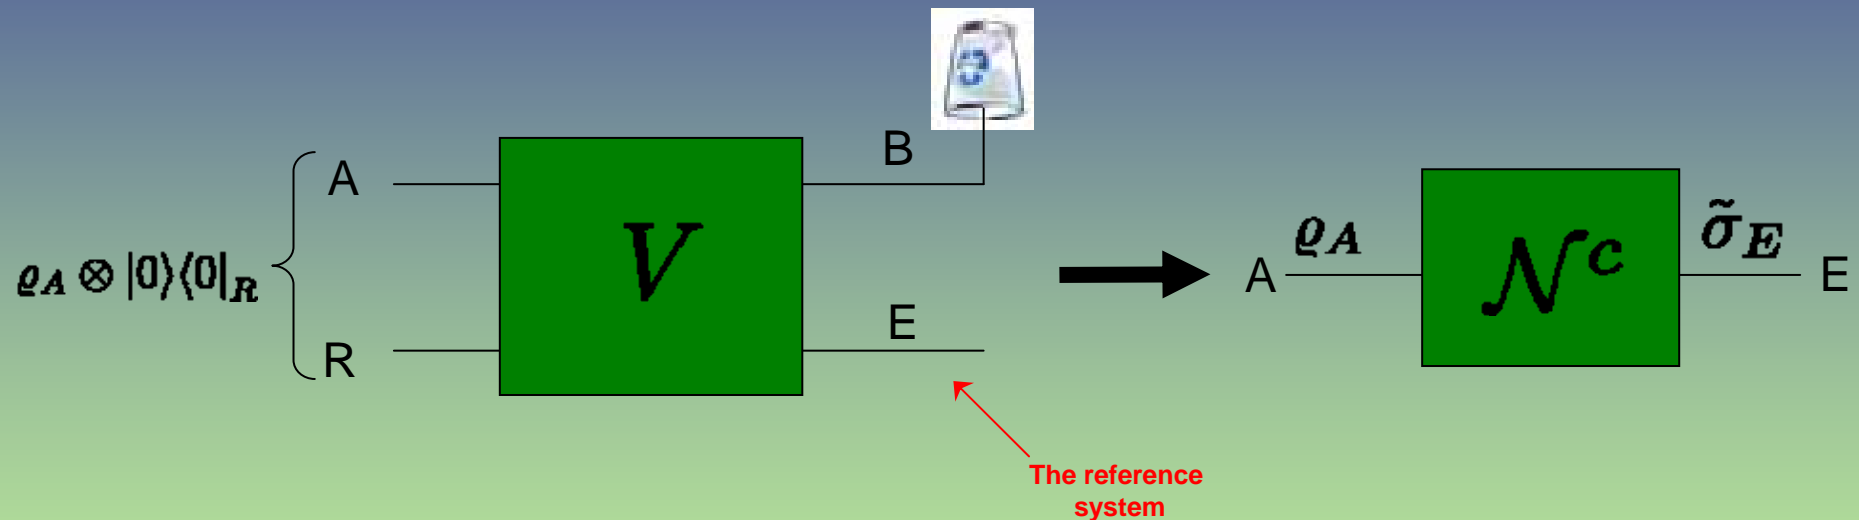 A
B
V
ϱ_A ⊗ |0⟩⟨0|_R
R
E
A
ϱ_A
𝒩^c
σ̃_E
E
The reference
system